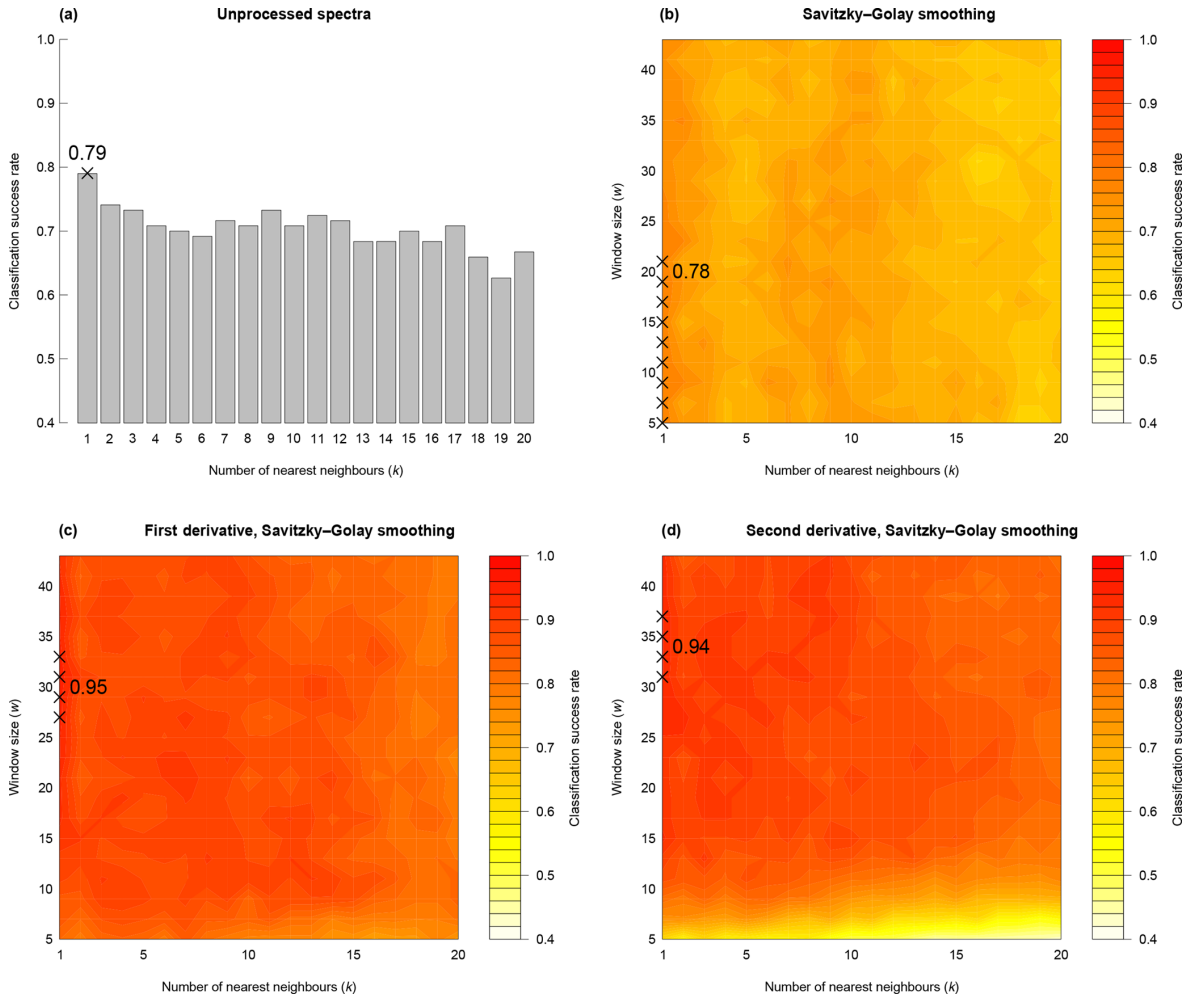 (a) Unprocessed spectra
1.0
0.9
0.8
0.7
0.6
0.5
0.4
Classification success rate
0.79
1 2 3 4 5 6 7 8 9 10 11 12 13 14 15 16 17 18 19 20
Number of nearest neighbours (k)
(b) Savitzky–Golay smoothing
40
35
30
25
20
15
10
5
Window size (w)
0.78
1 5 10 15 20
Number of nearest neighbours (k)
1.0
0.9
0.8
0.7
0.6
0.5
0.4
Classification success rate
(c) First derivative, Savitzky–Golay smoothing
40
35
30
25
20
15
10
5
Window size (w)
0.95
1 5 10 15 20
Number of nearest neighbours (k)
1.0
0.9
0.8
0.7
0.6
0.5
0.4
Classification success rate
(d) Second derivative, Savitzky–Golay smoothing
40
35
30
25
20
15
10
5
Window size (w)
0.94
1 5 10 15 20
Number of nearest neighbours (k)
1.0
0.9
0.8
0.7
0.6
0.5
0.4
Classification success rate